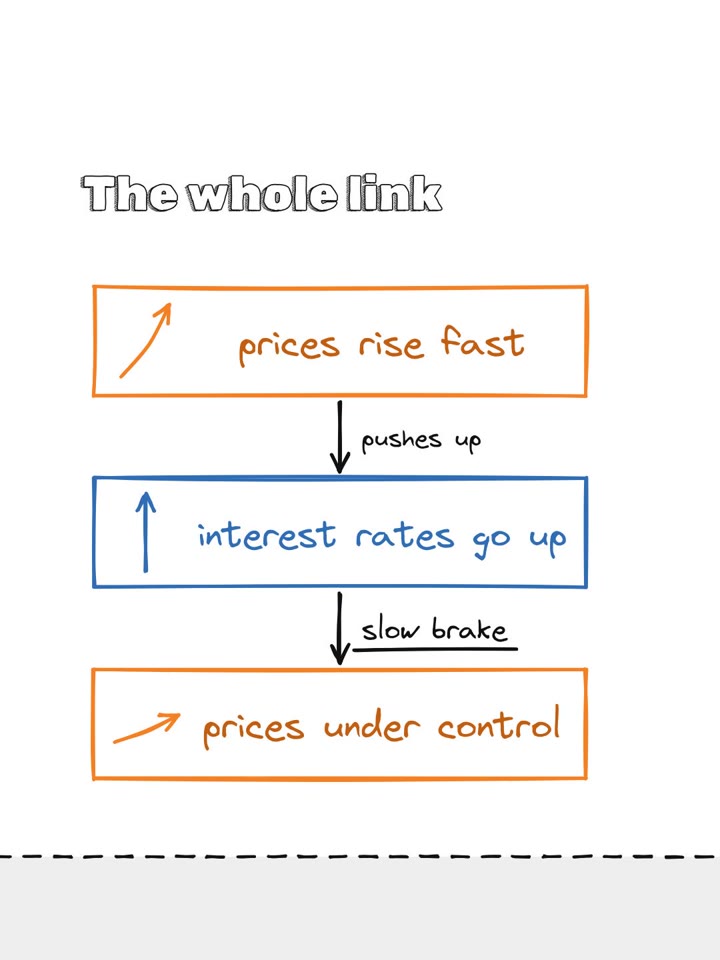 The whole link
prices rise fast
pushes up
interest rates go up
slow brake
prices under control